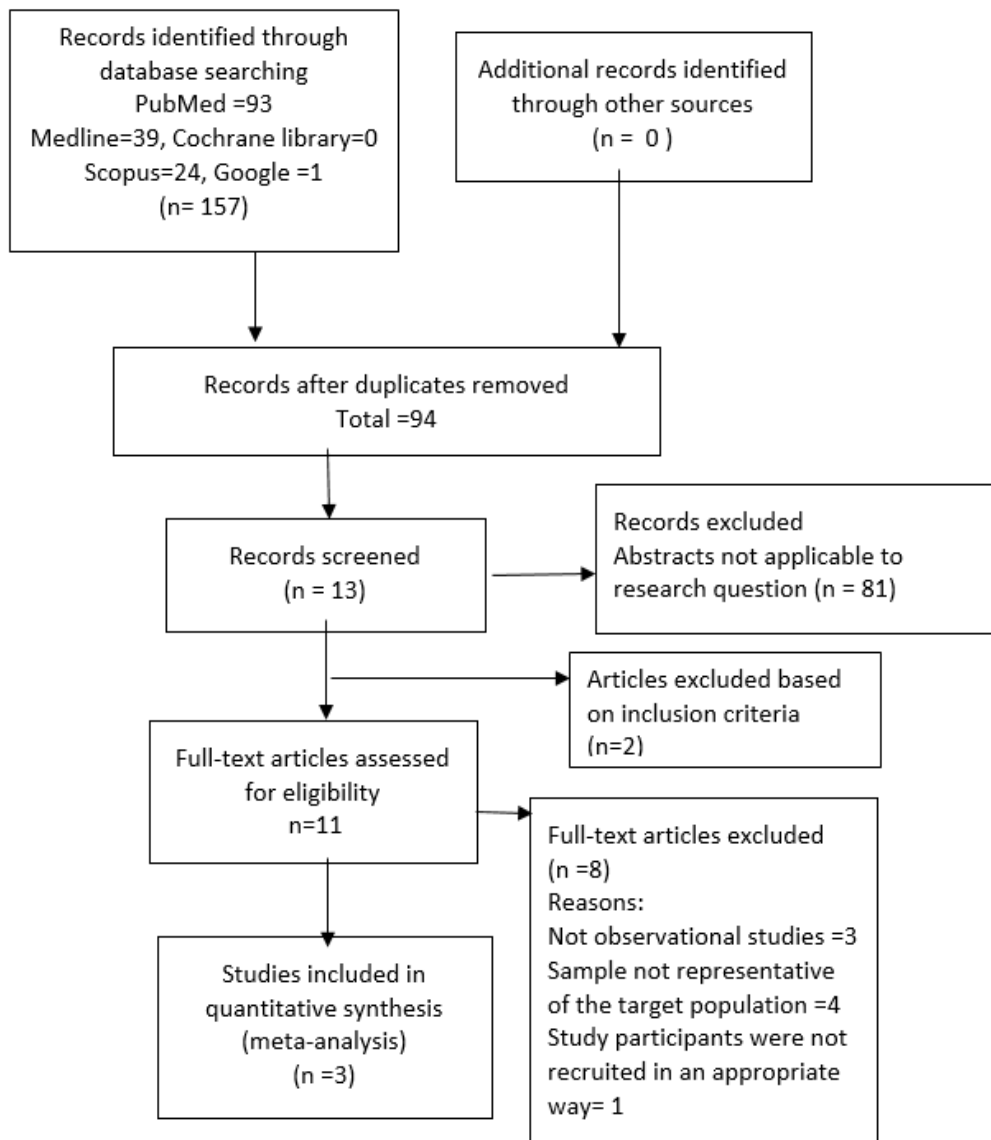 Records identified through
database searching
PubMed =93
Medline=39, Cochrane library=0
Scopus=24, Google =1
(n= 157)
Additional records identified
through other sources
(n =  0 )
Records after duplicates removed
Total =94
Records screened
(n = 13)
Records excluded
Abstracts not applicable to
research question (n = 81)
Articles excluded based
on inclusion criteria
(n=2)
Full-text articles assessed
for eligibility
n=11
Full-text articles excluded
(n =8)
Reasons:
Not observational studies =3
Sample not representative
of the target population =4
Study participants were not
recruited in an appropriate
way= 1
Studies included in
quantitative synthesis
(meta-analysis)
(n =3)